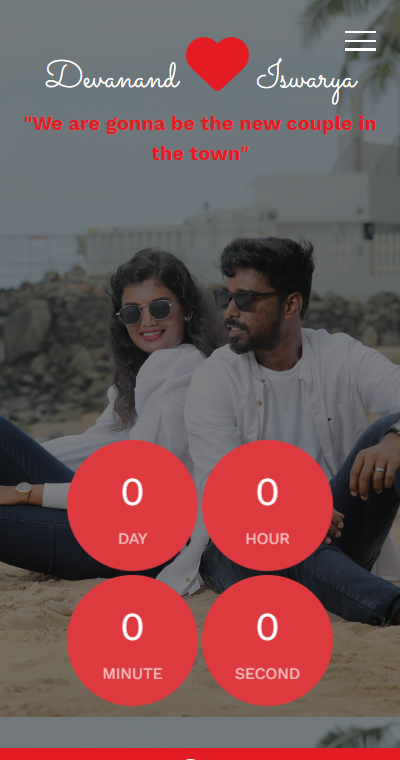 Devanand Iswarya
"We are gonna be the new couple in
the town"
0 0
DAY HOUR
0 0
MINUTE SECOND